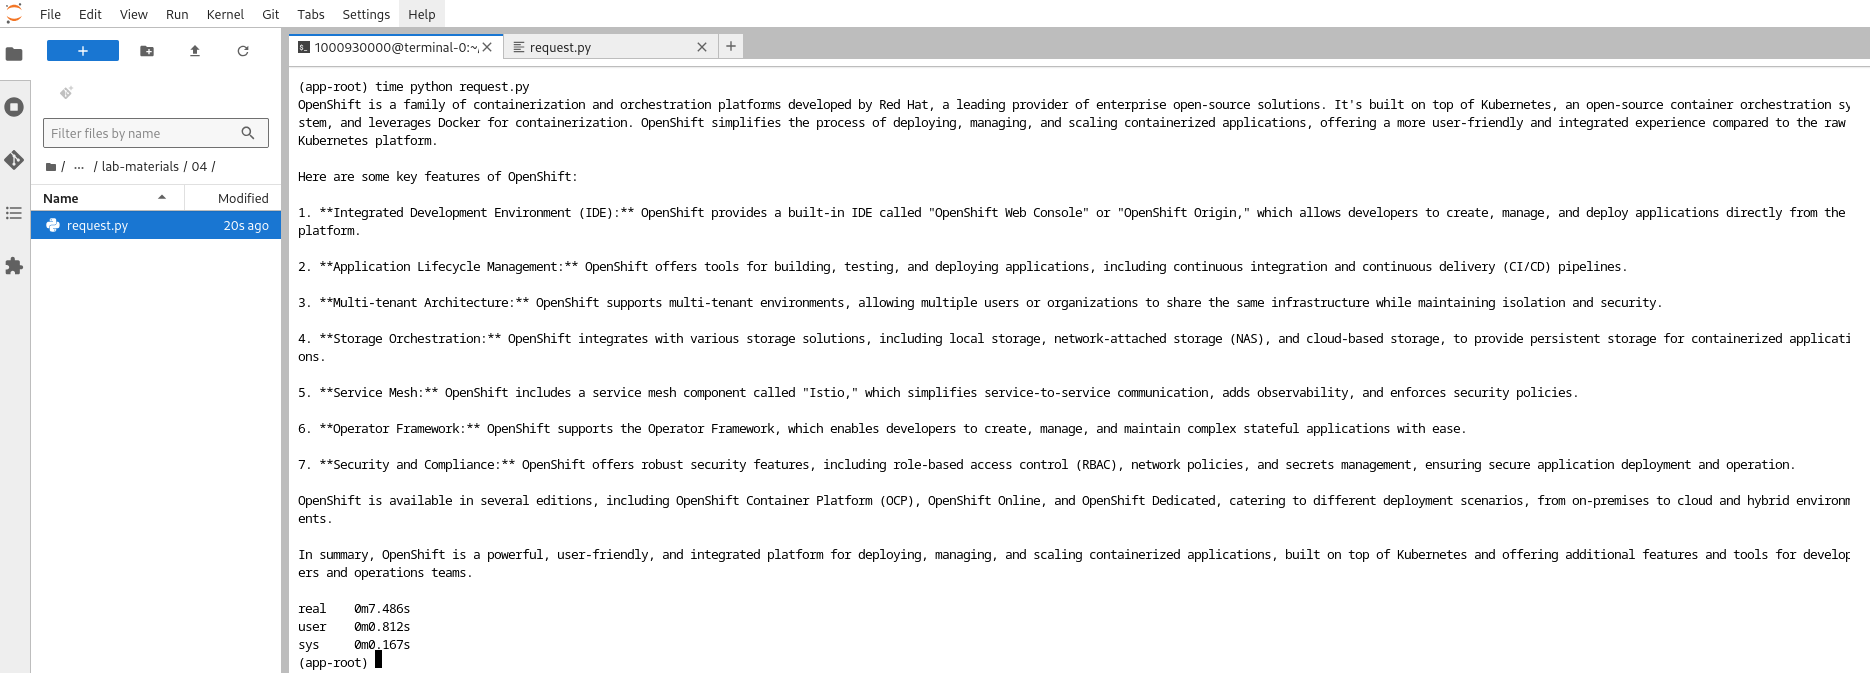 File Edit View Run Kernel Git Tabs Settings Help
+
Filter files by name
/ ... / lab-materials / 04 /
Name Modified
request.py 20s ago
1000930000@terminal-0:~/
request.py
+
(app-root) time python request.py
OpenShift is a family of containerization and orchestration platforms developed by Red Hat, a leading provider of enterprise open-source solutions. It's built on top of Kubernetes, an open-source container orchestration sy
stem, and leverages Docker for containerization. OpenShift simplifies the process of deploying, managing, and scaling containerized applications, offering a more user-friendly and integrated experience compared to the raw
Kubernetes platform.
Here are some key features of OpenShift:
1. **Integrated Development Environment (IDE):** OpenShift provides a built-in IDE called "OpenShift Web Console" or "OpenShift Origin," which allows developers to create, manage, and deploy applications directly from the
platform.
2. **Application Lifecycle Management:** OpenShift offers tools for building, testing, and deploying applications, including continuous integration and continuous delivery (CI/CD) pipelines.
3. **Multi-tenant Architecture:** OpenShift supports multi-tenant environments, allowing multiple users or organizations to share the same infrastructure while maintaining isolation and security.
4. **Storage Orchestration:** OpenShift integrates with various storage solutions, including local storage, network-attached storage (NAS), and cloud-based storage, to provide persistent storage for containerized applicati
ons.
5. **Service Mesh:** OpenShift includes a service mesh component called "Istio," which simplifies service-to-service communication, adds observability, and enforces security policies.
6. **Operator Framework:** OpenShift supports the Operator Framework, which enables developers to create, manage, and maintain complex stateful applications with ease.
7. **Security and Compliance:** OpenShift offers robust security features, including role-based access control (RBAC), network policies, and secrets management, ensuring secure application deployment and operation.
OpenShift is available in several editions, including OpenShift Container Platform (OCP), OpenShift Online, and OpenShift Dedicated, catering to different deployment scenarios, from on-premises to cloud and hybrid environm
ents.
In summary, OpenShift is a powerful, user-friendly, and integrated platform for deploying, managing, and scaling containerized applications, built on top of Kubernetes and offering additional features and tools for develop
ers and operations teams.
real 0m7.486s
user 0m0.812s
sys 0m0.167s
(app-root)